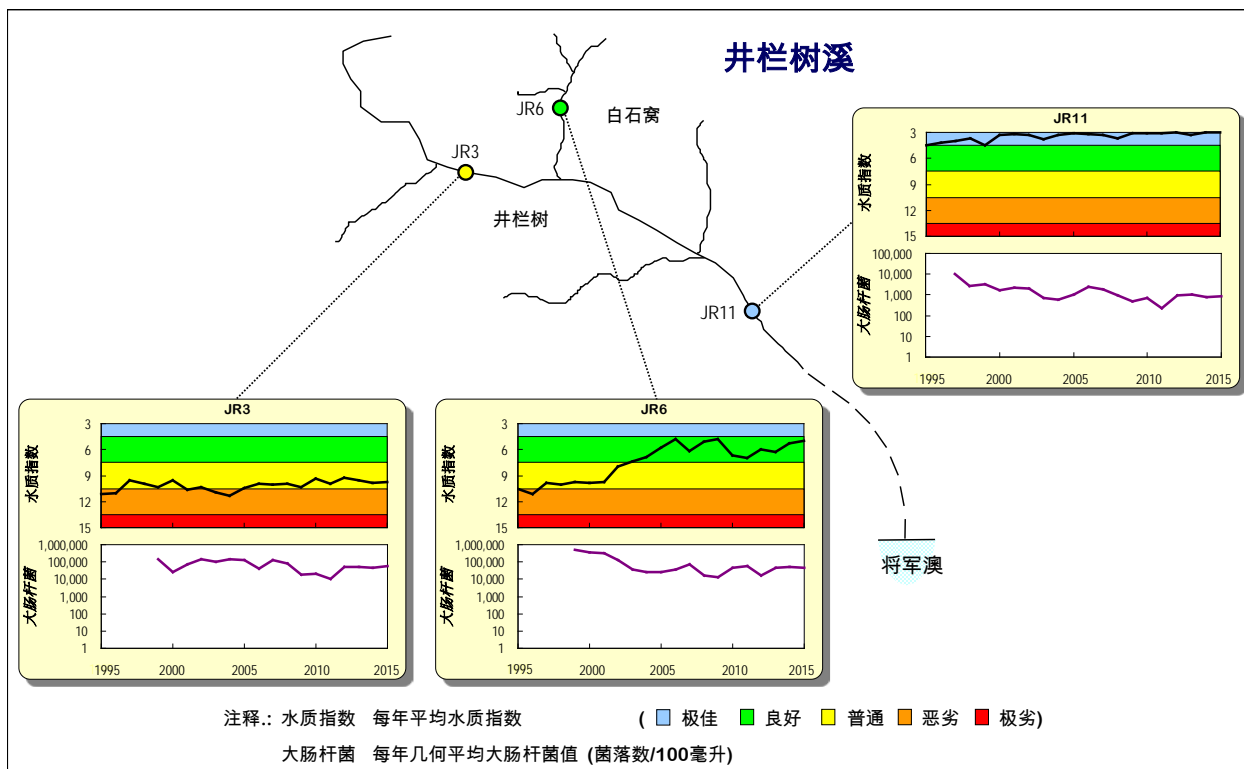 井栏树溪
JR6
白石窝
JR3
井栏树
JR11
将军澳
JR11
水质指数
3
6
9
12
15
大肠杆菌
100,000
10,000
1,000
100
10
1
1995 2000 2005 2010 2015
JR3
水质指数
3
6
9
12
15
大肠杆菌
1,000,000
100,000
10,000
1,000
100
10
1
1995 2000 2005 2010 2015
JR6
水质指数
3
6
9
12
15
大肠杆菌
1,000,000
100,000
10,000
1,000
100
10
1
1995 2000 2005 2010 2015
注释.: 水质指数 每年平均水质指数 ( 极佳 良好 普通 恶劣 极劣)
大肠杆菌 每年几何平均大肠杆菌值 (菌落数/100毫升)